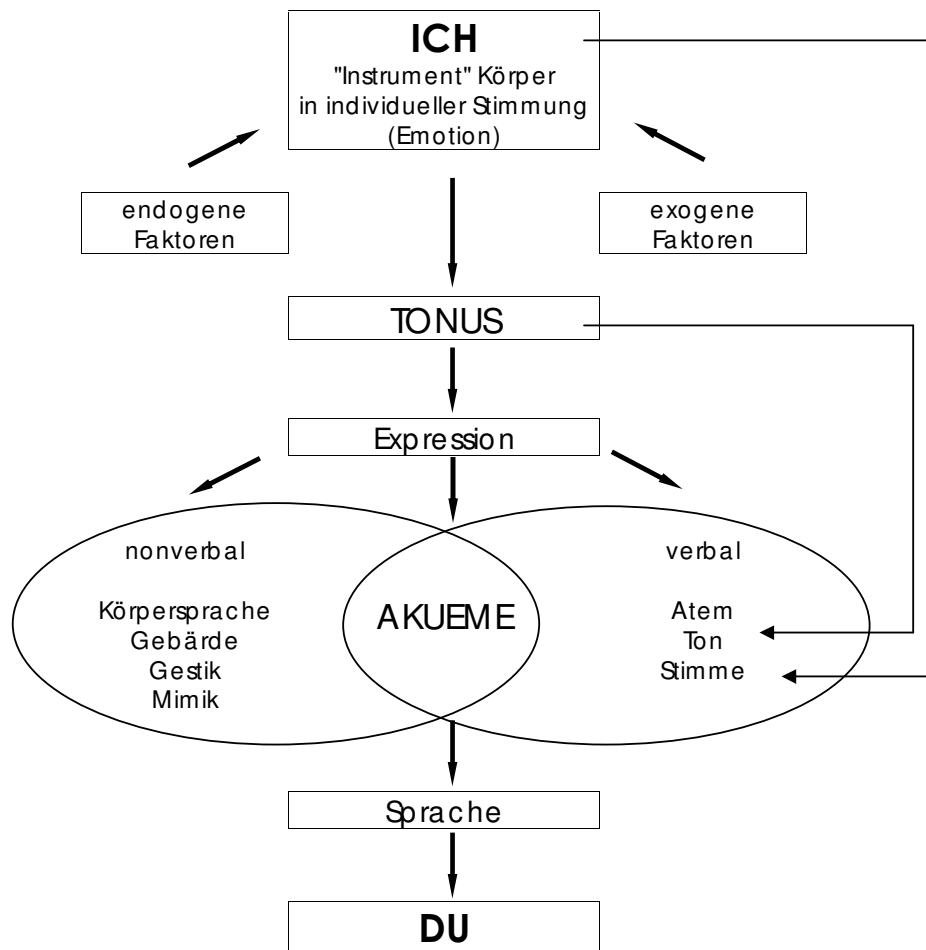 ICH
"Instrument" Körper
in individueller Stimmung
(Emotion)
endogene
Faktoren
exogene
Faktoren
TONUS
Expression
nonverbal
verbal
Körpersprache
Gebärde
Gestik
Mimik
AKUEME
Atem
Ton
Stimme
Sprache
DU